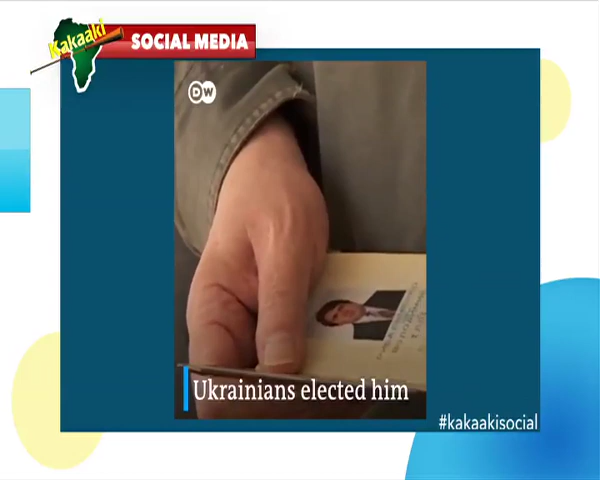 Kakaaki
SOCIAL MEDIA
DW
Ukrainians elected him
#kakaakisocial